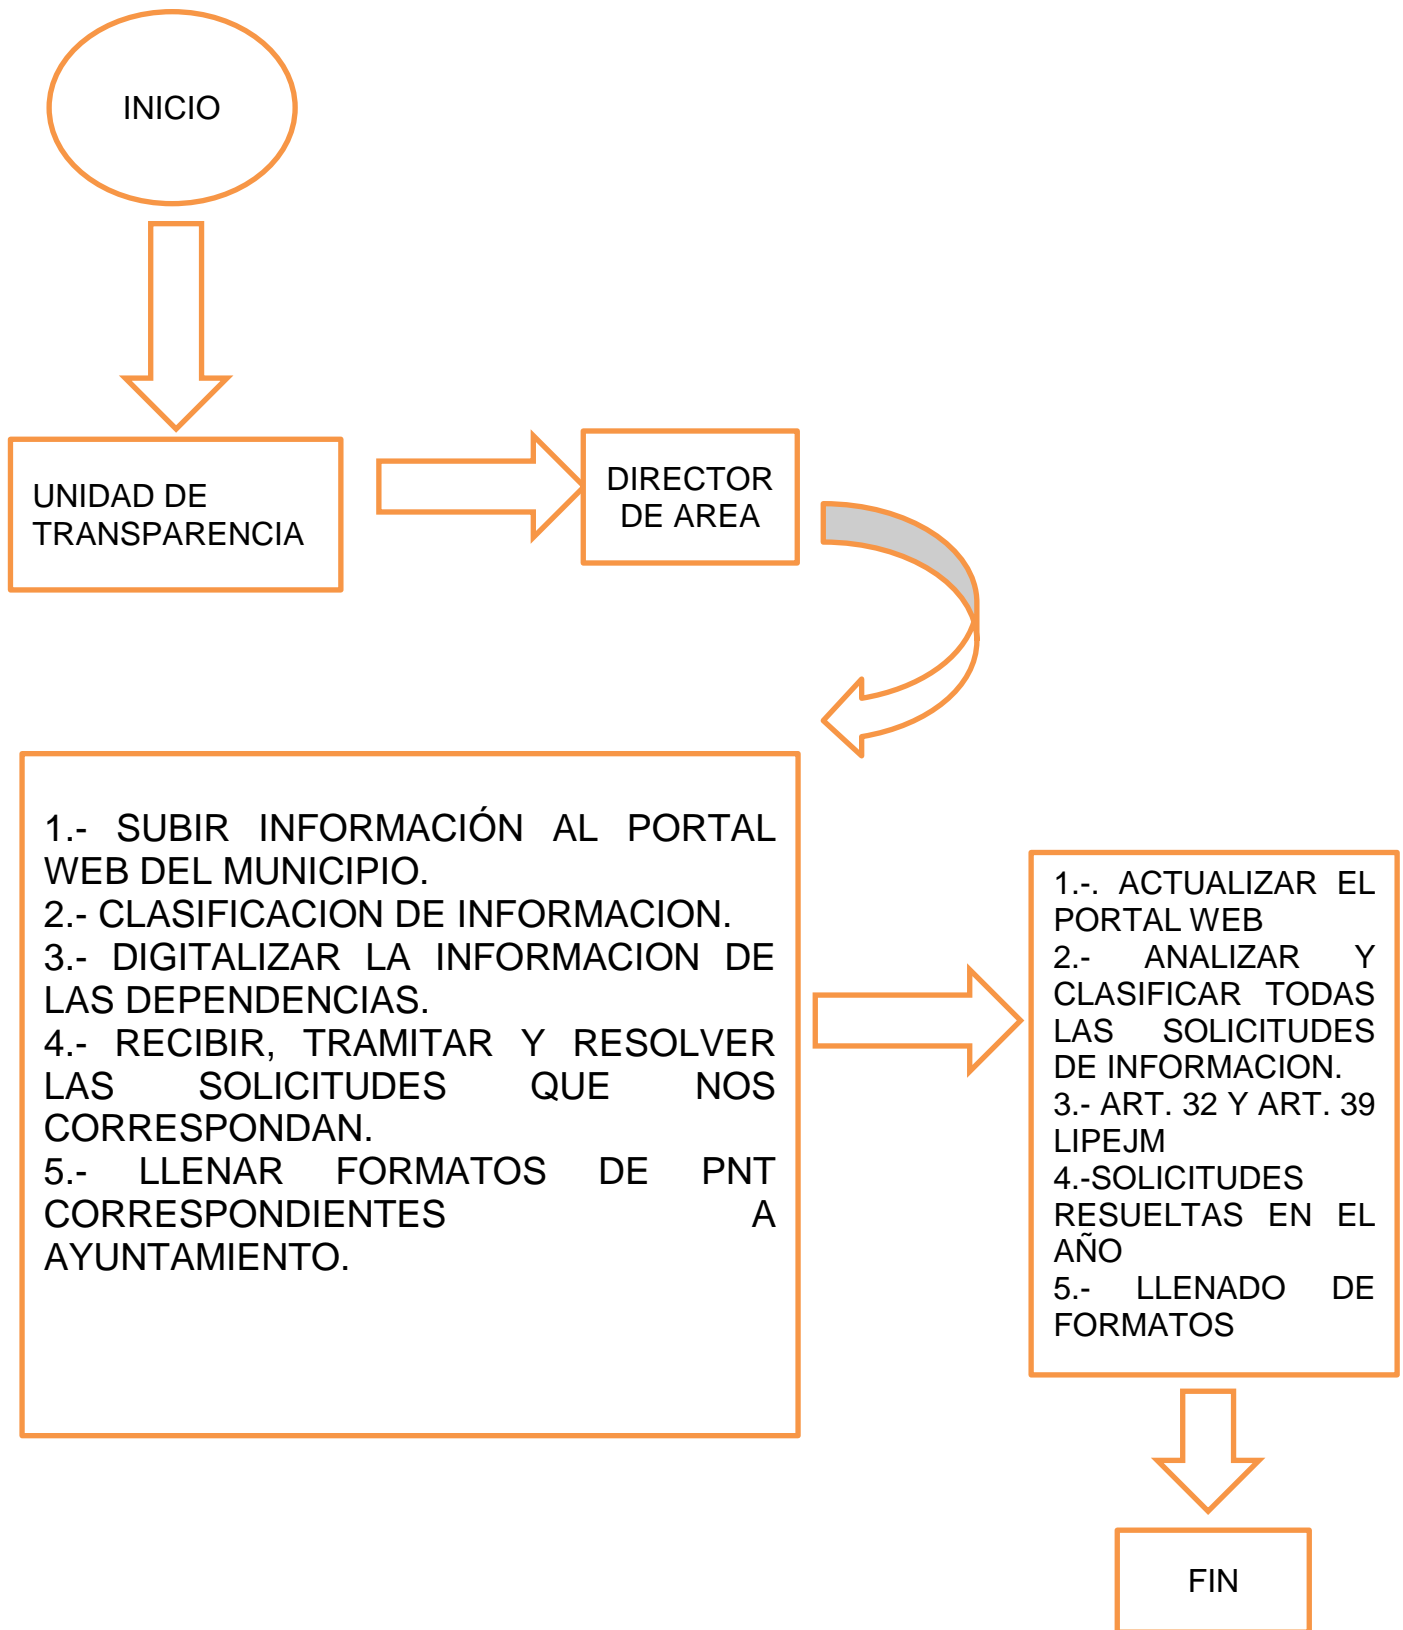 INICIO
UNIDAD DE
TRANSPARENCIA
DIRECTOR
DE AREA
1.- SUBIR INFORMACIÓN AL PORTAL
WEB DEL MUNICIPIO.
2.- CLASIFICACION DE INFORMACION.
3.- DIGITALIZAR LA INFORMACION DE
LAS DEPENDENCIAS.
4.- RECIBIR, TRAMITAR Y RESOLVER
LAS SOLICITUDES QUE NOS
CORRESPONDAN.
5.- LLENAR FORMATOS DE PNT
CORRESPONDIENTES A
AYUNTAMIENTO.
1.-. ACTUALIZAR EL
PORTAL WEB
2.- ANALIZAR Y
CLASIFICAR TODAS
LAS SOLICITUDES
DE INFORMACION.
3.- ART. 32 Y ART. 39
LIPEJM
4.-SOLICITUDES
RESUELTAS EN EL
AÑO
5.- LLENADO DE
FORMATOS
FIN